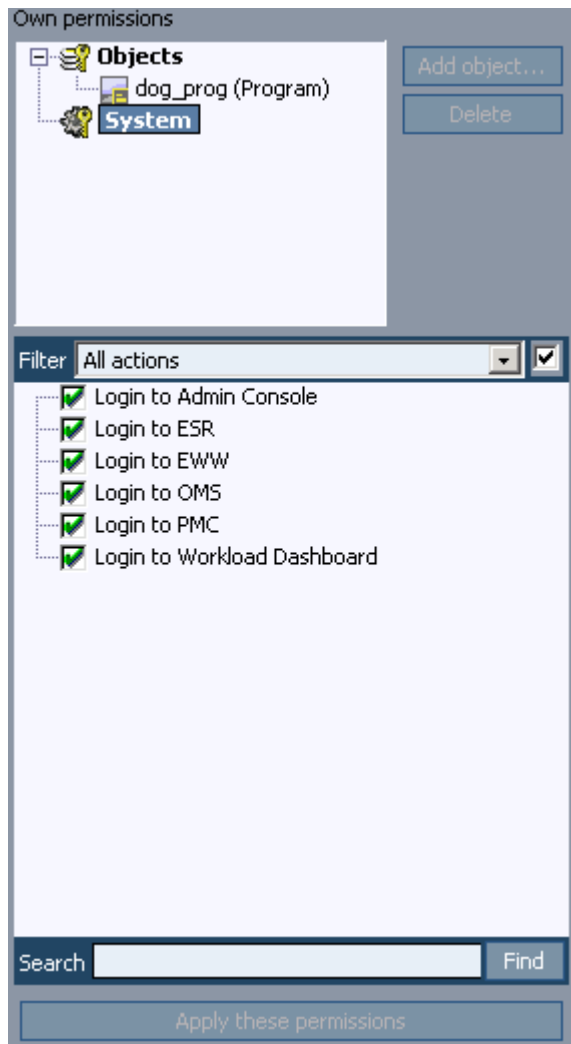 Own permissions
Objects
Add object...
dog_prog (Program)
System
Delete
Filter All actions
Login to Admin Console
Login to ESR
Login to EWW
Login to OMS
Login to PMC
Login to Workload Dashboard
Search Find
Apply these permissions